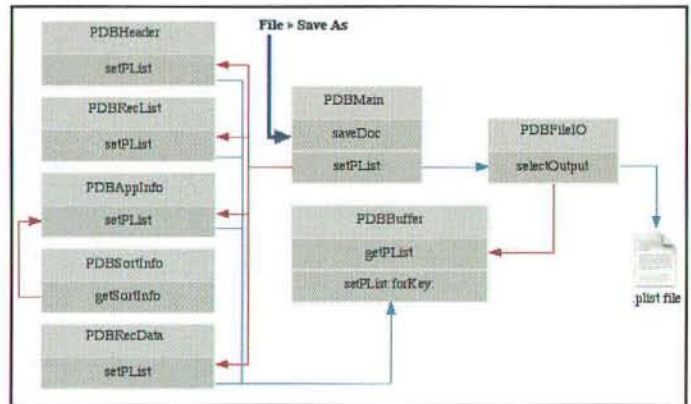 File > Save As
PDBHeader
setPList
PDBRecList
setPList
PDBAppInfo
setPList
PDBSortInfo
getSortInfo
PDBRecData
setPList
PDBMain
saveDoc
setPList
PDBBuffer
getPList
setPList:forKey:
PDBFileIO
selectOutput
.plist file